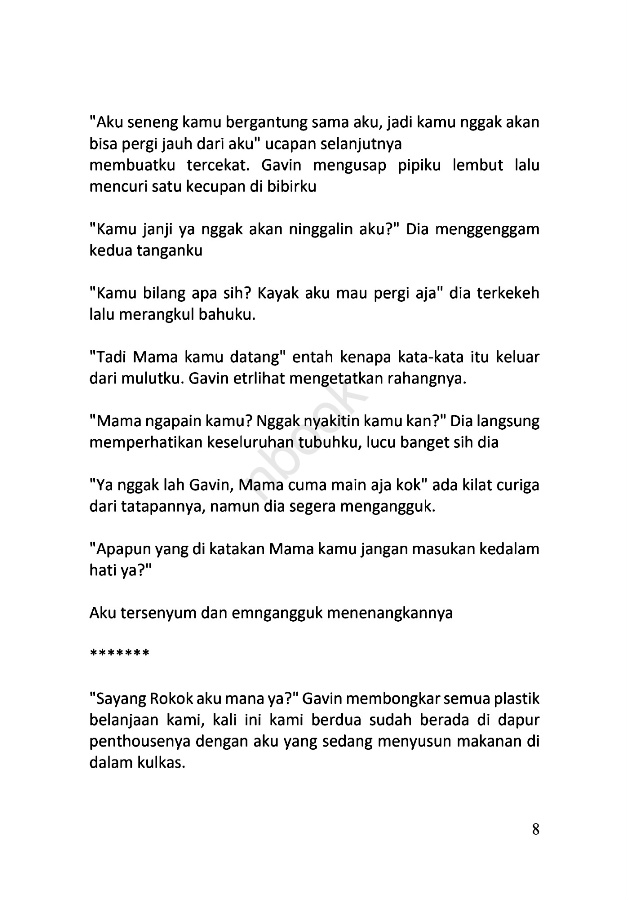 "Aku seneng kamu bergantung sama aku, jadi kamu nggak akan
bisa pergi jauh dari aku" ucapan selanjutnya
membuatku tercekat. Gavin mengusap pipiku lembut lalu
mencuri satu kecupan di bibirku
"Kamu janji ya nggak akan ninggalin aku?" Dia menggenggam
kedua tanganku
"Kamu bilang apa sih? Kayak aku mau pergi aja" dia terkekeh
lalu merangkul bahuku.
"Tadi Mama kamu datang" entah kenapa kata-kata itu keluar
dari mulutku. Gavin etrlihat mengetatkan rahangnya.
"Mama ngapain kamu? Nggak nyakitin kamu kan?" Dia langsung
memperhatikan keseluruhan tubuhku, lucu banget sih dia
"Ya nggak lah Gavin, Mama cuma main aja kok" ada kilat curiga
dari tatapannya, namun dia segera mengangguk.
"Apapun yang di katakan Mama kamu jangan masukan kedalam
hati ya?"
Aku tersenyum dan emngangguk menenangkannya
*******
"Sayang Rokok aku mana ya?" Gavin membongkar semua plastik
belanjaan kami, kali ini kami berdua sudah berada di dapur
penthousenya dengan aku yang sedang menyusun makanan di
dalam kulkas.
8
nbook